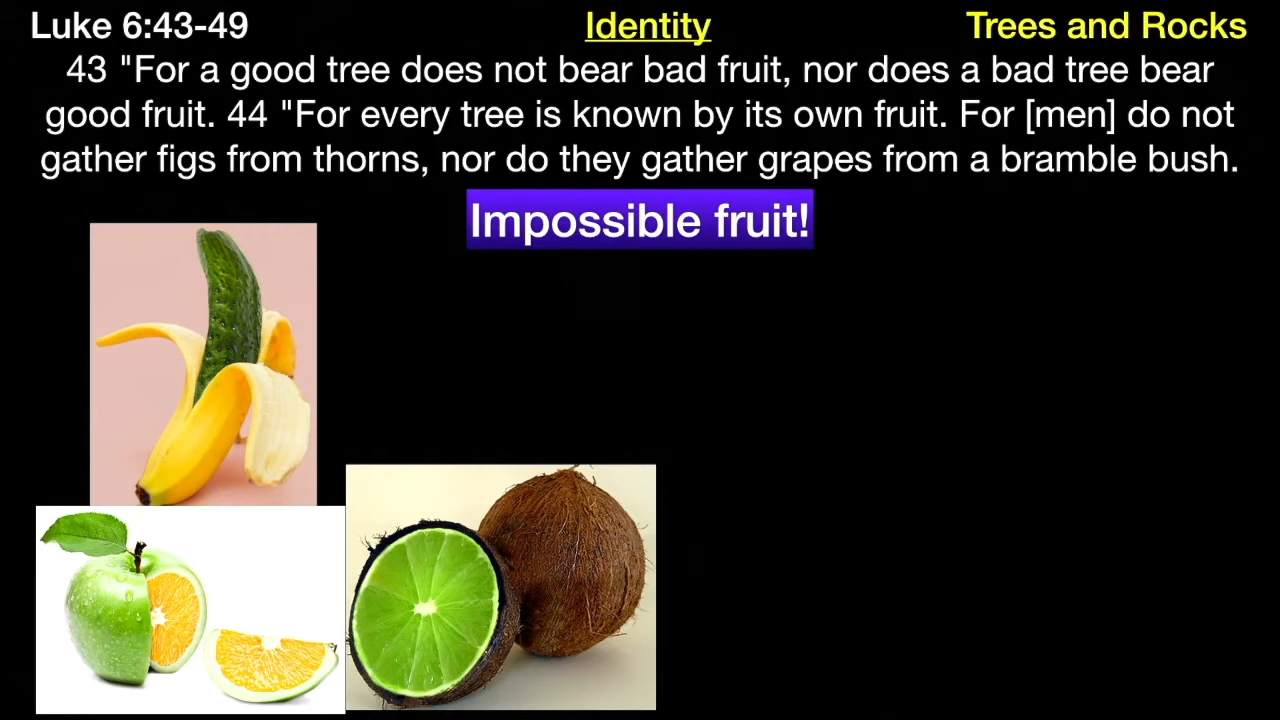 Luke 6:43-49 Identity Trees and Rocks
43 "For a good tree does not bear bad fruit, nor does a bad tree bear
good fruit. 44 "For every tree is known by its own fruit. For [men] do not
gather figs from thorns, nor do they gather grapes from a bramble bush.
Impossible fruit!